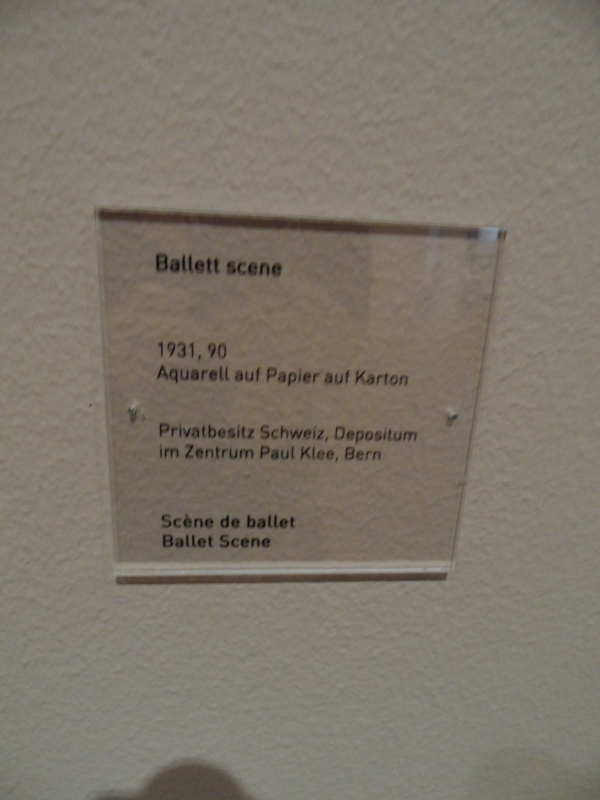 Ballett scene
1931, 90
Aquarell auf Papier auf Karton
Privatbesitz Schweiz, Depositum
im Zentrum Paul Klee, Bern
Scène de ballet
Ballet Scene